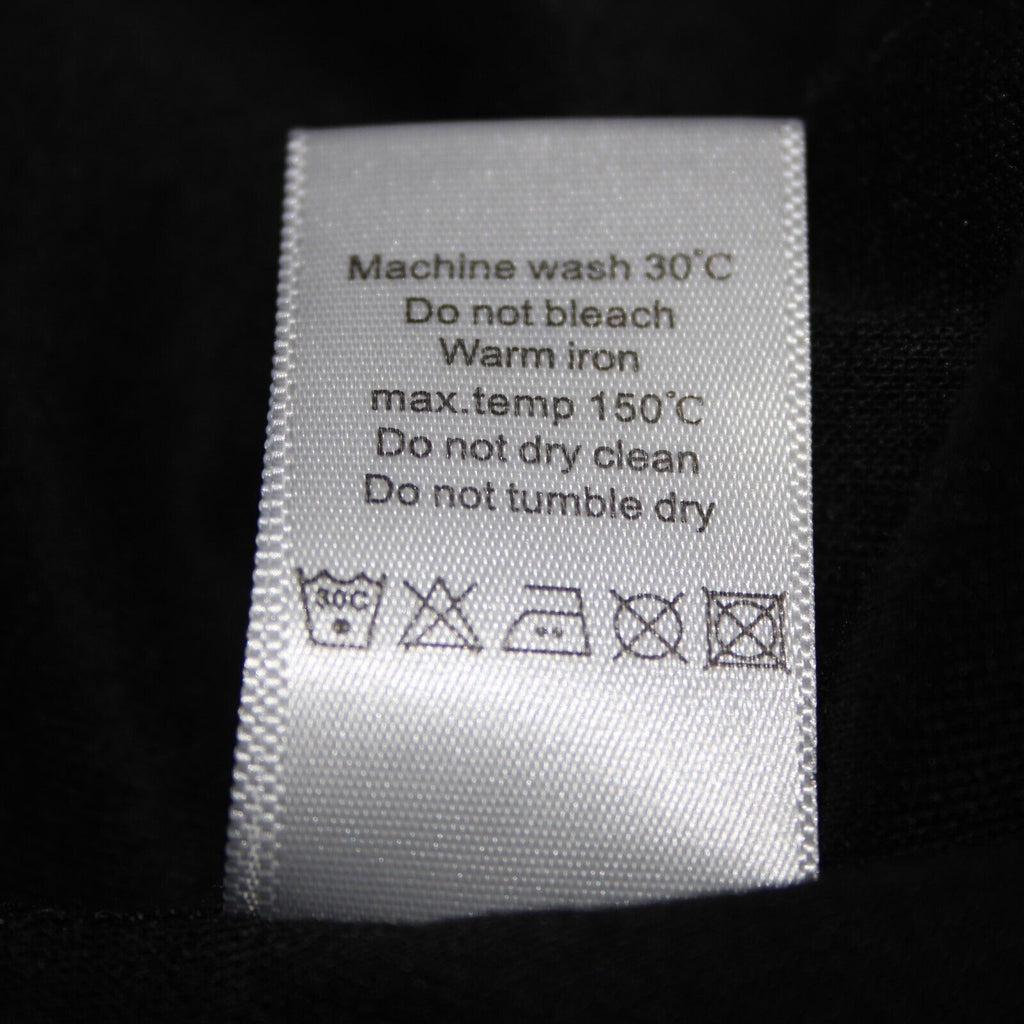 Machine wash 30°C
Do not bleach
Warm iron
max.temp 150°C
Do not dry clean
Do not tumble dry
30C